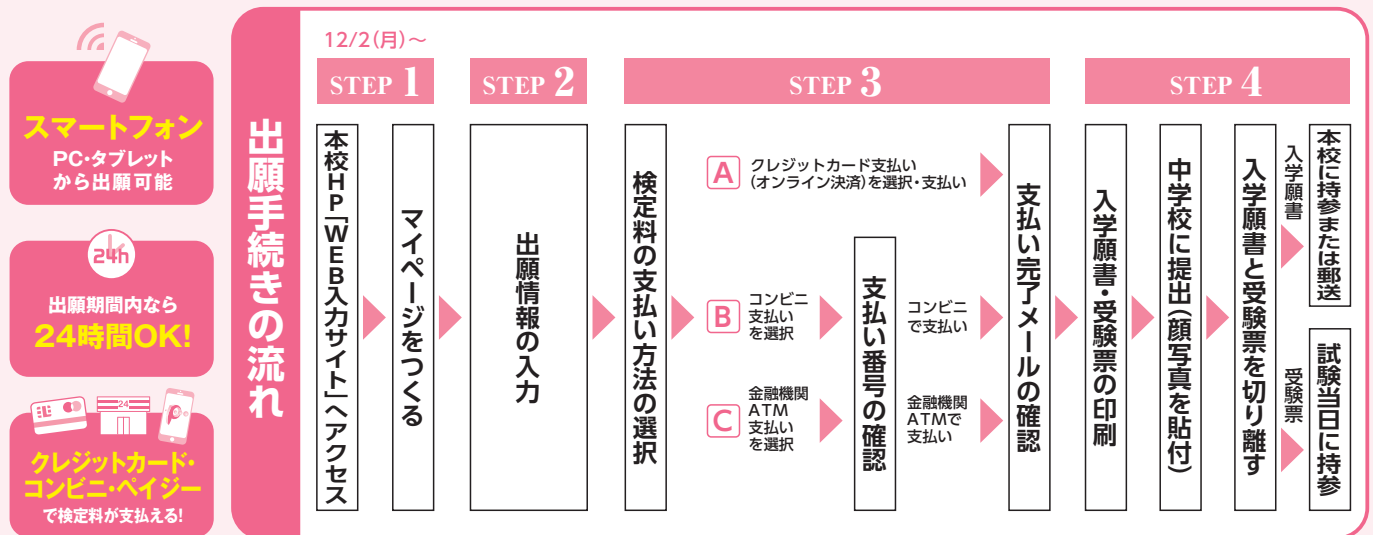 スマートフォン
PC・タブレット
から出願可能
24h
出願期間内なら
24時間OK!
24
クレジットカード・
コンビニ・ペイジー
で検定料が支払える!
出願手続きの流れ
12/2(月)~
STEP 1
本校HP「WEB入力サイト」へアクセス
マイページをつくる
STEP 2
出願情報の入力
STEP 3
検定料の支払い方法の選択
A
クレジットカード支払い
(オンライン決済)を選択・支払い
B
コンビニ
支払い
を選択
C
金融機関
ATM
支払い
を選択
支払い番号の確認
コンビニ
で支払い
金融機関
ATMで
支払い
支払い完了メールの確認
STEP 4
入学願書・受験票の印刷
中学校に提出(顔写真を貼付)
入学願書と受験票を切り離す
入学願書
本校に持参または郵送
受験票
試験当日に持参